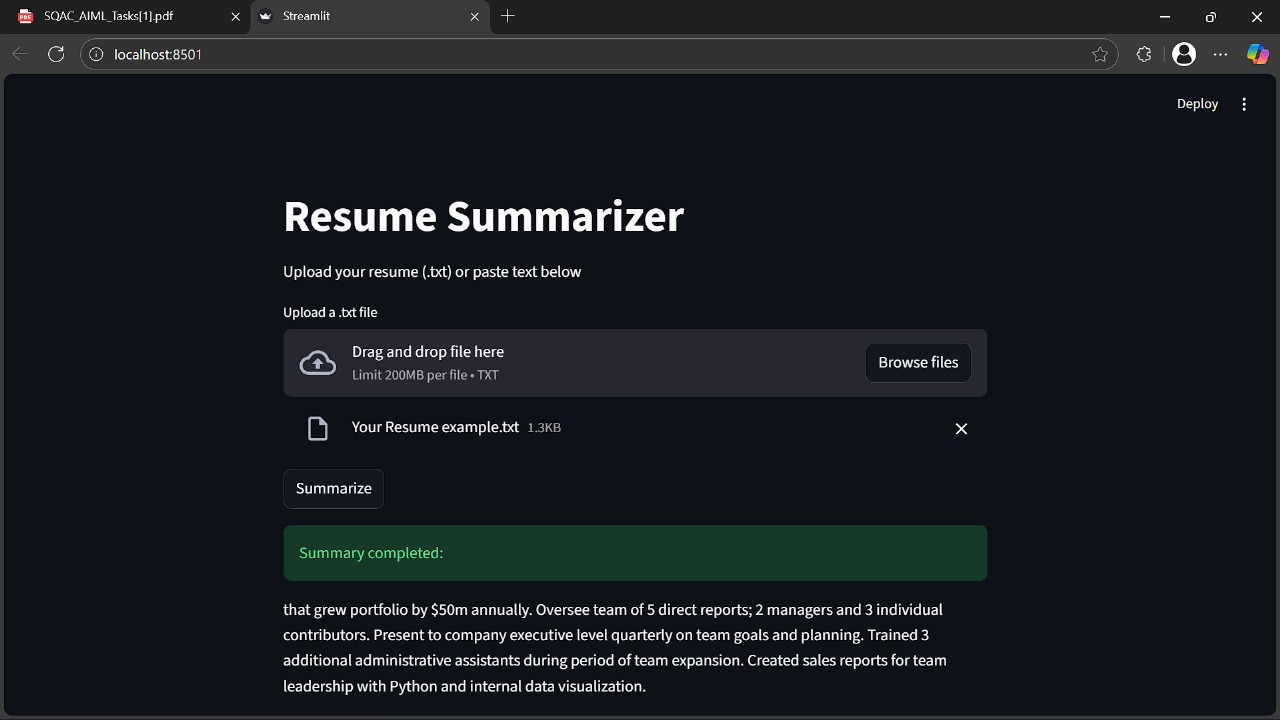 PDF
SQAC_AIML_Tasks[1].pdf
Streamlit
localhost:8501
Deploy
Resume Summarizer
Upload your resume (.txt) or paste text below
Upload a .txt file
Drag and drop file here
Limit 200MB per file • TXT
Browse files
Your Resume example.txt 1.3KB
Summarize
Summary completed:
that grew portfolio by $50m annually. Oversee team of 5 direct reports; 2 managers and 3 individual
contributors. Present to company executive level quarterly on team goals and planning. Trained 3
additional administrative assistants during period of team expansion. Created sales reports for team
leadership with Python and internal data visualization.